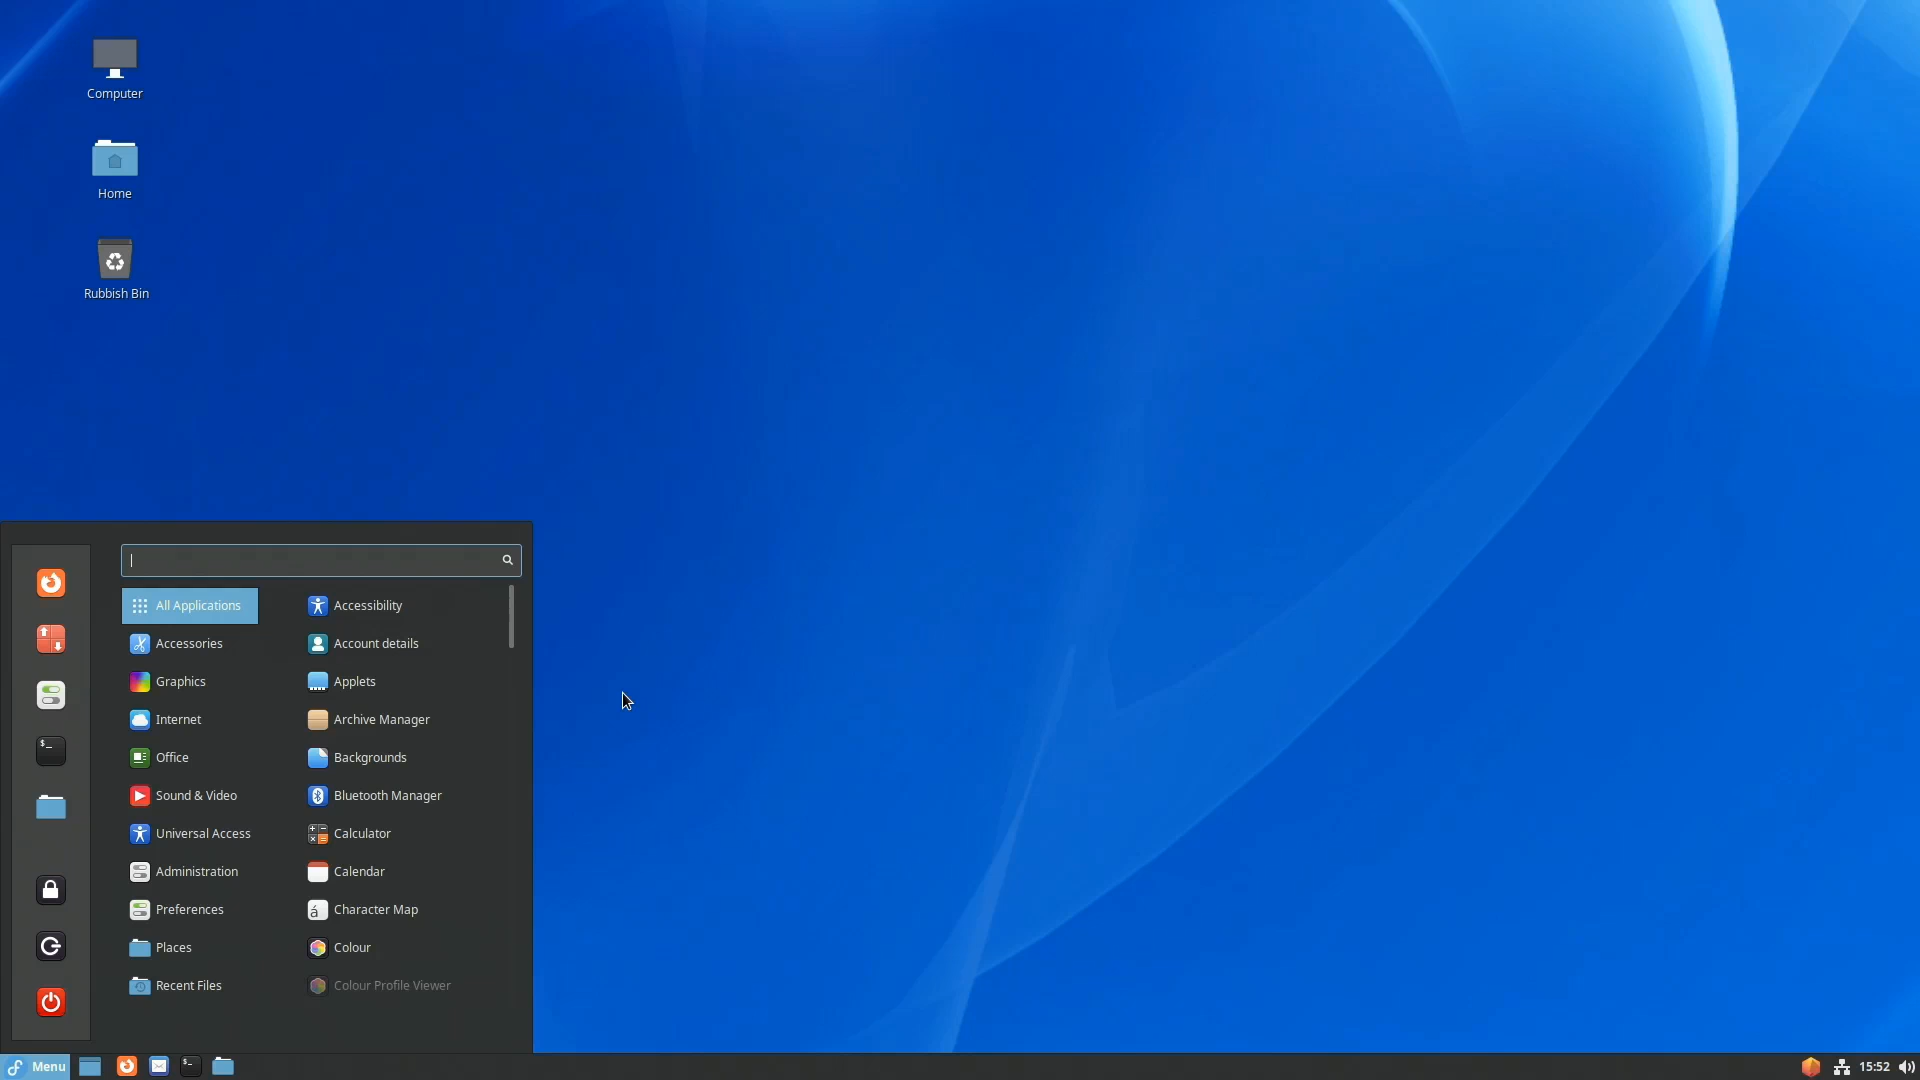 Computer
Home
Rubbish Bin
All Applications
Accessories
Graphics
Internet
Office
Sound & Video
Universal Access
Administration
Preferences
Places
Recent Files
Accessibility
Account details
Applets
Archive Manager
Backgrounds
Bluetooth Manager
Calculator
Calendar
Character Map
Colour
Colour Profile Viewer
Menu
15:52